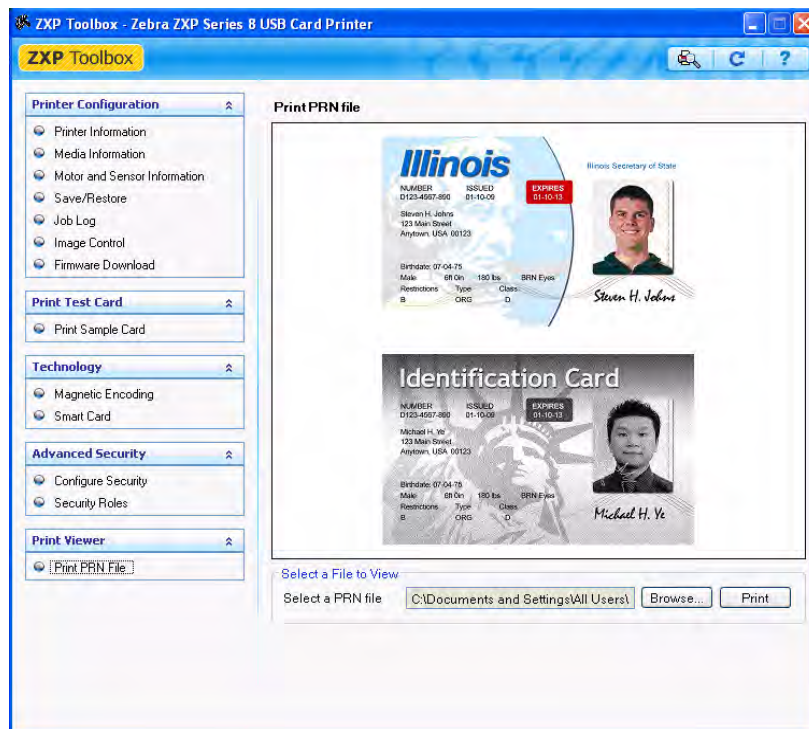 ZXP Toolbox - Zebra ZXP Series 8 USB Card Printer
ZXP Toolbox
?
Printer Configuration
Printer Information
Media Information
Motor and Sensor Information
Save/Restore
Job Log
Image Control
Firmware Download
Print Test Card
Print Sample Card
Technology
Magnetic Encoding
Smart Card
Advanced Security
Configure Security
Security Roles
Print Viewer
Print PRN File
Print PRN file
Illinois
Illinois Secretary of State
NUMBER ISSUED EXPIRES
D123-4567-890 01-10-09 01-10-13
Steven H. Johns
123 Main Street
Anytown, USA 00123
Birthdate: 07-04-75
Male 6ft 0in 180 lbs BRN Eyes
Restrictions Type Class
B ORG D
Steven H. Johns
Identification Card
NUMBER ISSUED EXPIRES
D123-4567-890 01-10-09 01-10-13
Michael H. Ye
123 Main Street
Anytown, USA 00123
Birthdate: 07-04-75
Male 6ft 0in 180 lbs BRN Eyes
Restrictions Type Class
B ORG D
Michael H. Ye
Select a File to View
Select a PRN file C:\Documents and Settings\All Users\ Browse... Print